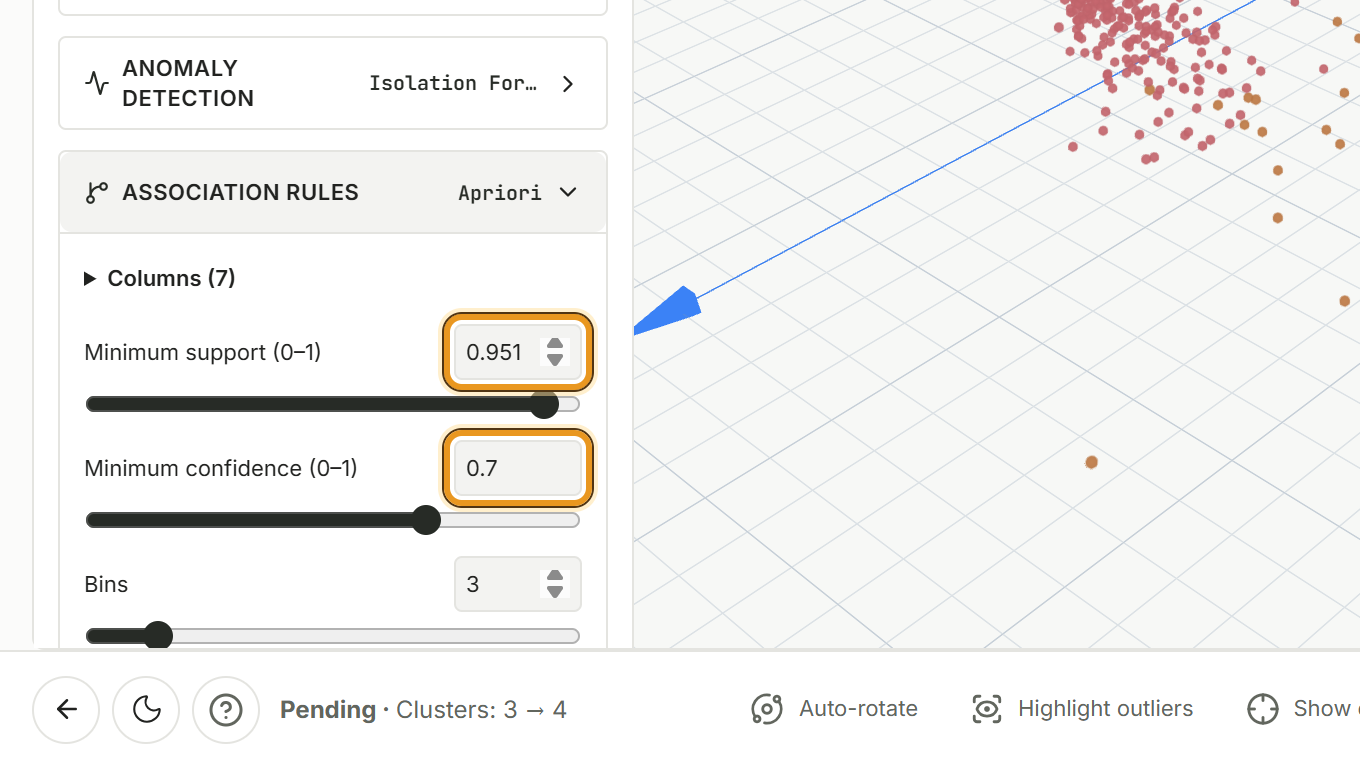 ANOMALY
DETECTION
Isolation For…
ASSOCIATION RULES
Apriori
Columns (7)
Minimum support (0–1)
0.951
Minimum confidence (0–1)
0.7
Bins
3
Pending · Clusters: 3 → 4
Auto-rotate
Highlight outliers
Show